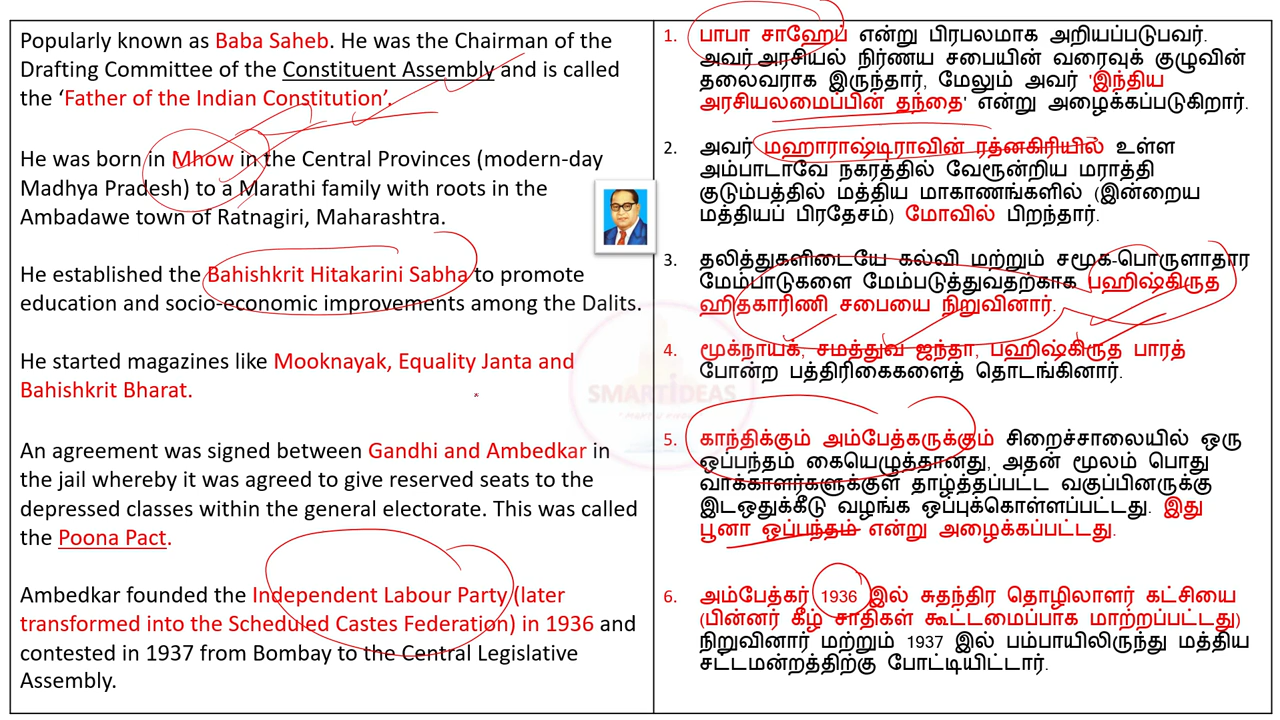 Popularly known as Baba Saheb. He was the Chairman of the
Drafting Committee of the Constituent Assembly and is called
the ‘Father of the Indian Constitution’.
He was born in Mhow in the Central Provinces (modern-day
Madhya Pradesh) to a Marathi family with roots in the
Ambadawe town of Ratnagiri, Maharashtra.
He established the Bahishkrit Hitakarini Sabha to promote
education and socio-economic improvements among the Dalits.
He started magazines like Mooknayak, Equality Janta and
Bahishkrit Bharat.
An agreement was signed between Gandhi and Ambedkar in
the jail whereby it was agreed to give reserved seats to the
depressed classes within the general electorate. This was called
the Poona Pact.
Ambedkar founded the Independent Labour Party (later
transformed into the Scheduled Castes Federation) in 1936 and
contested in 1937 from Bombay to the Central Legislative
Assembly.
1. பாபா சாஹேப் என்று பிரபலமாக அறியப்படுபவர்.
அவர் அரசியல் நிர்ணய சபையின் வரைவுக் குழுவின்
தலைவராக இருந்தார், மேலும் அவர் 'இந்திய
அரசியலமைப்பின் தந்தை' என்று அழைக்கப்படுகிறார்.
2. அவர் மஹாராஷ்டிராவின் ரத்னகிரியில் உள்ள
அம்பாடாவே நகரத்தில் வேரூன்றிய மராத்தி
குடும்பத்தில் மத்திய மாகாணங்களில் (இன்றைய
மத்தியப் பிரதேசம்) மோவில் பிறந்தார்.
3. தலித்துகளிடையே கல்வி மற்றும் சமூக-பொருளாதார
மேம்பாடுகளை மேம்படுத்துவதற்காக பஹிஷ்கிருத
ஹிதகாரிணி சபையை நிறுவினார்.
4. மூக்நாயக், சமத்துவ ஜந்தா, பஹிஷ்கிருத பாரத்
போன்ற பத்திரிகைகளைத் தொடங்கினார்.
SMARTIDEAS
5. காந்திக்கும் அம்பேத்கருக்கும் சிறைச்சாலையில் ஒரு
ஒப்பந்தம் கையெழுத்தானது, அதன் மூலம் பொது
வாக்காளர்களுக்குள் தாழ்த்தப்பட்ட வகுப்பினருக்கு
இடஒதுக்கீடு வழங்க ஒப்புக்கொள்ளப்பட்டது. இது
பூனா ஒப்பந்தம் என்று அழைக்கப்பட்டது.
6. அம்பேத்கர் 1936 இல் சுதந்திர தொழிலாளர் கட்சியை
(பின்னர் கீழ் சாதிகள் கூட்டமைப்பாக மாற்றப்பட்டது)
நிறுவினார் மற்றும் 1937 இல் பம்பாயிலிருந்து மத்திய
சட்டமன்றத்திற்கு போட்டியிட்டார்.